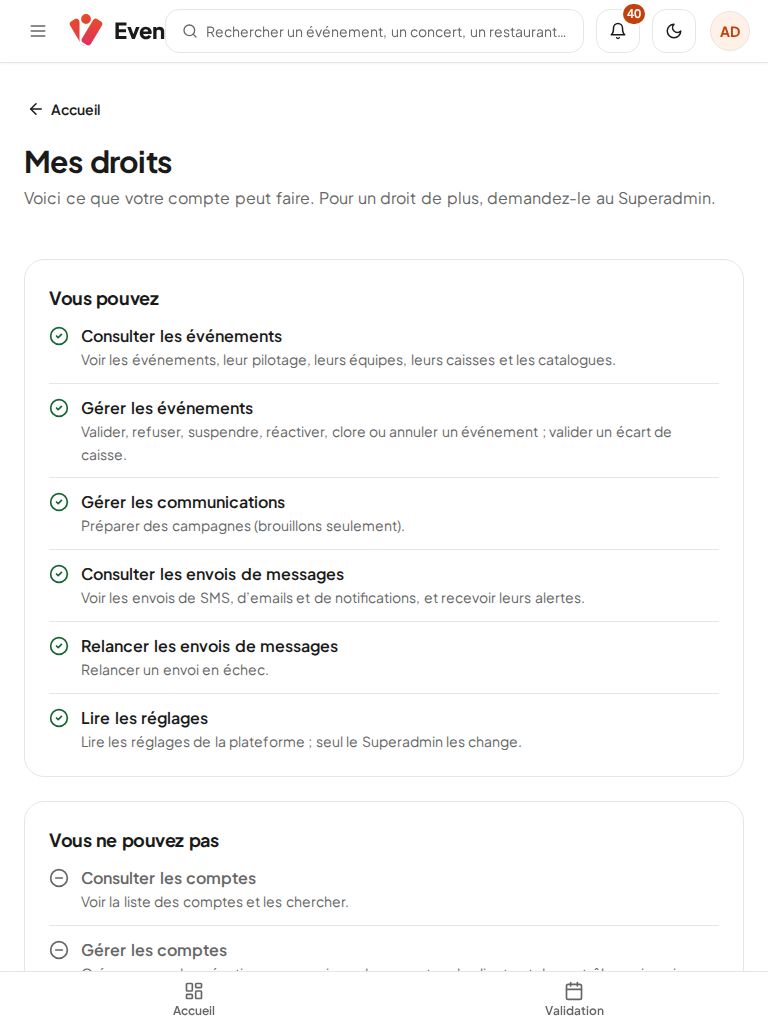 Even
Rechercher un événement, un concert, un restaurant…
40
AD
Accueil
Mes droits
Voici ce que votre compte peut faire. Pour un droit de plus, demandez-le au Superadmin.
Vous pouvez
Consulter les événements
Voir les événements, leur pilotage, leurs équipes, leurs caisses et les catalogues.
Gérer les événements
Valider, refuser, suspendre, réactiver, clore ou annuler un événement ; valider un écart de
caisse.
Gérer les communications
Préparer des campagnes (brouillons seulement).
Consulter les envois de messages
Voir les envois de SMS, d’emails et de notifications, et recevoir leurs alertes.
Relancer les envois de messages
Relancer un envoi en échec.
Lire les réglages
Lire les réglages de la plateforme ; seul le Superadmin les change.
Vous ne pouvez pas
Consulter les comptes
Voir la liste des comptes et les chercher.
Gérer les comptes
Accueil
Validation